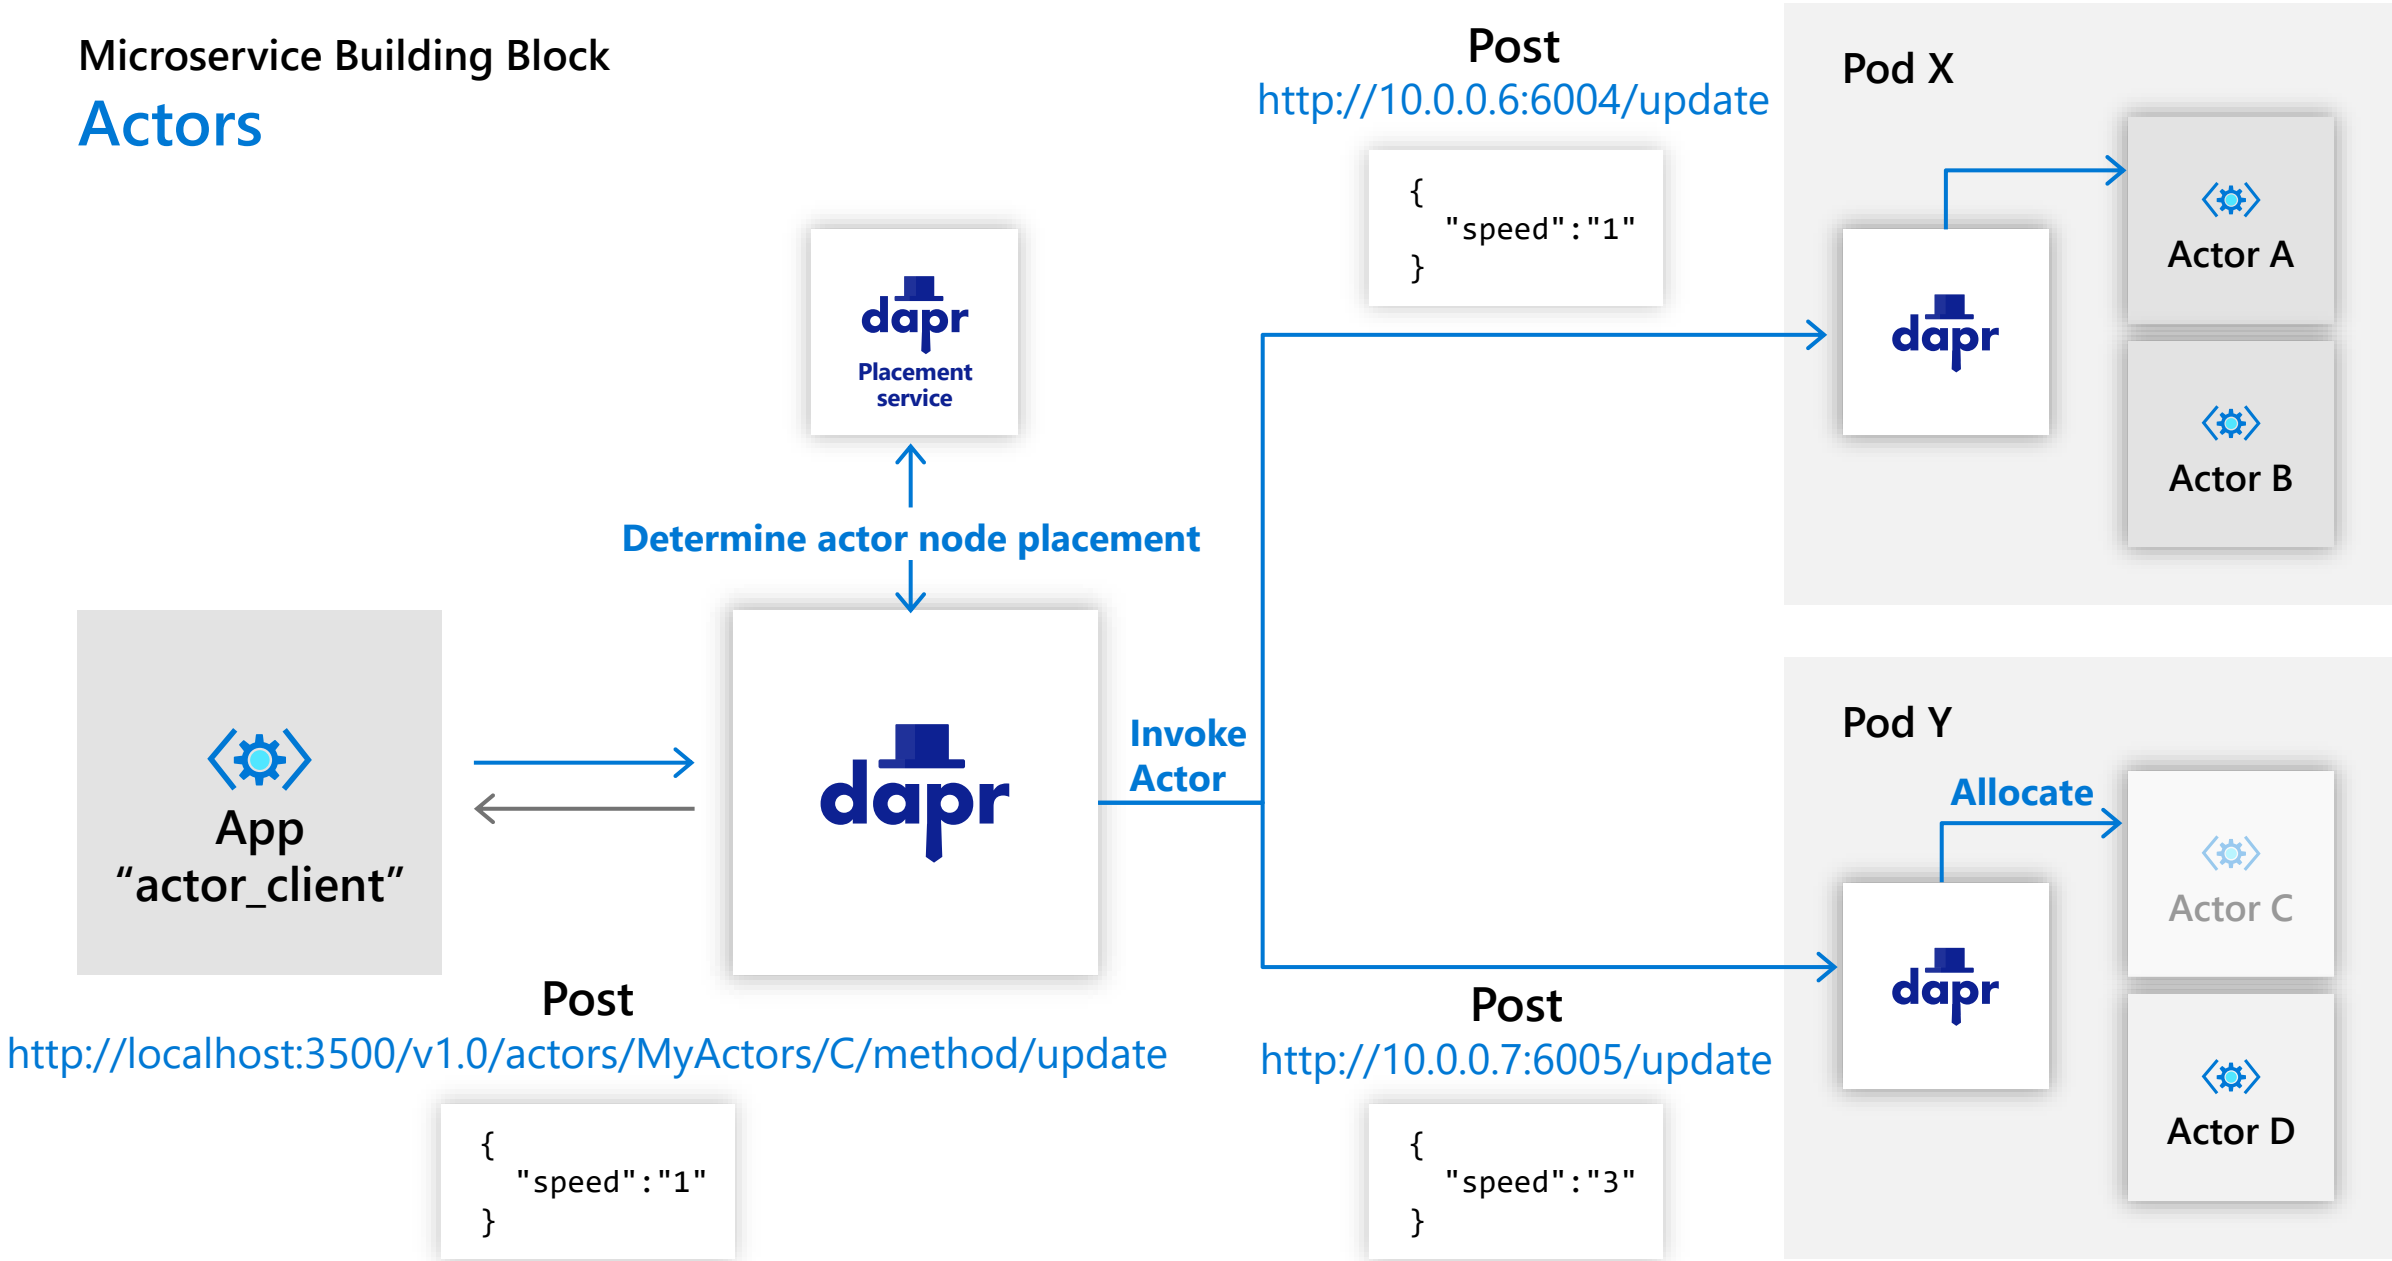 Microservice Building Block
Actors
Post
http://10.0.0.6:6004/update
{
"speed":"1"
}
Pod X
dapr
Actor A
Actor B
dapr
Placement
service
Determine actor node placement
App
“actor_client”
dapr
Invoke
Actor
Post
http://localhost:3500/v1.0/actors/MyActors/C/method/update
{
"speed":"1"
}
Post
http://10.0.0.7:6005/update
{
"speed":"3"
}
Pod Y
Allocate
dapr
Actor C
Actor D